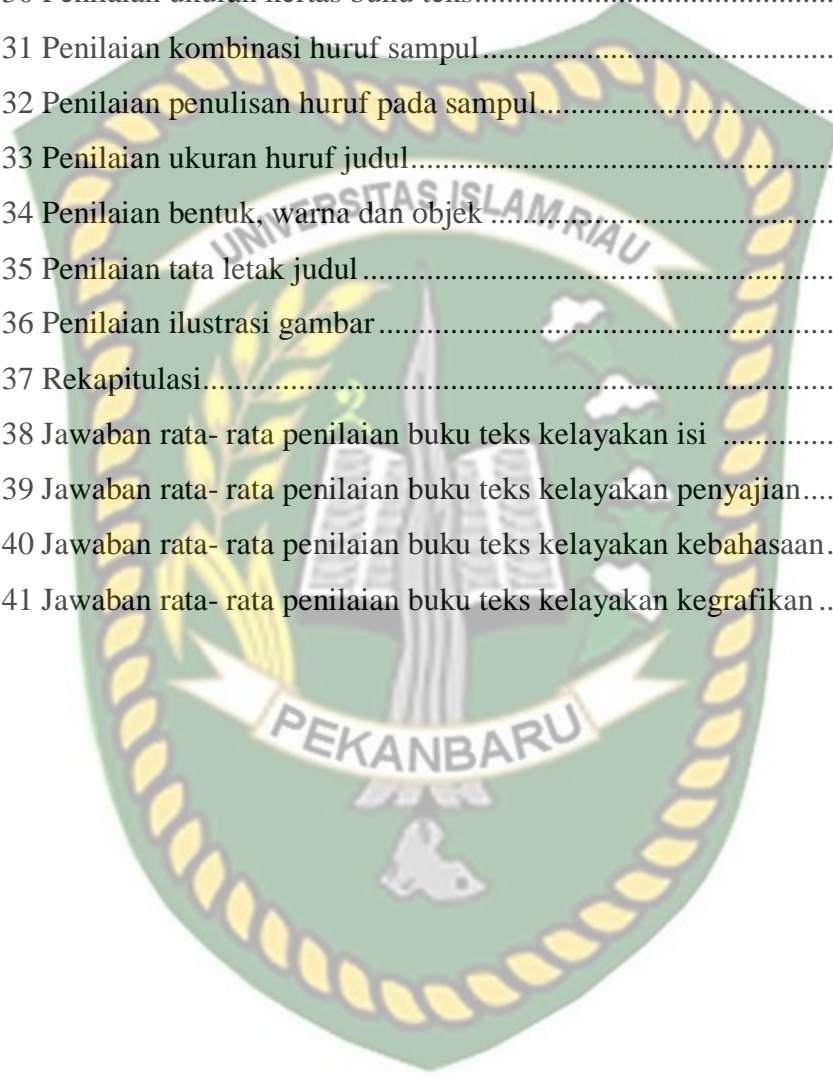 31 Penilaian kombinasi huruf sampul
32 Penilaian penulisan huruf pada sampul
33 Penilaian ukuran huruf judul
UNIVERSITAS ISLAM RIAU
34 Penilaian bentuk, warna dan objek
35 Penilaian tata letak judul
36 Penilaian ilustrasi gambar
37 Rekapitulasi
38 Jawaban rata- rata penilaian buku teks kelayakan isi
39 Jawaban rata- rata penilaian buku teks kelayakan penyajian
40 Jawaban rata- rata penilaian buku teks kelayakan kebahasaan
41 Jawaban rata- rata penilaian buku teks kelayakan kegrafikan
PEKANBARU